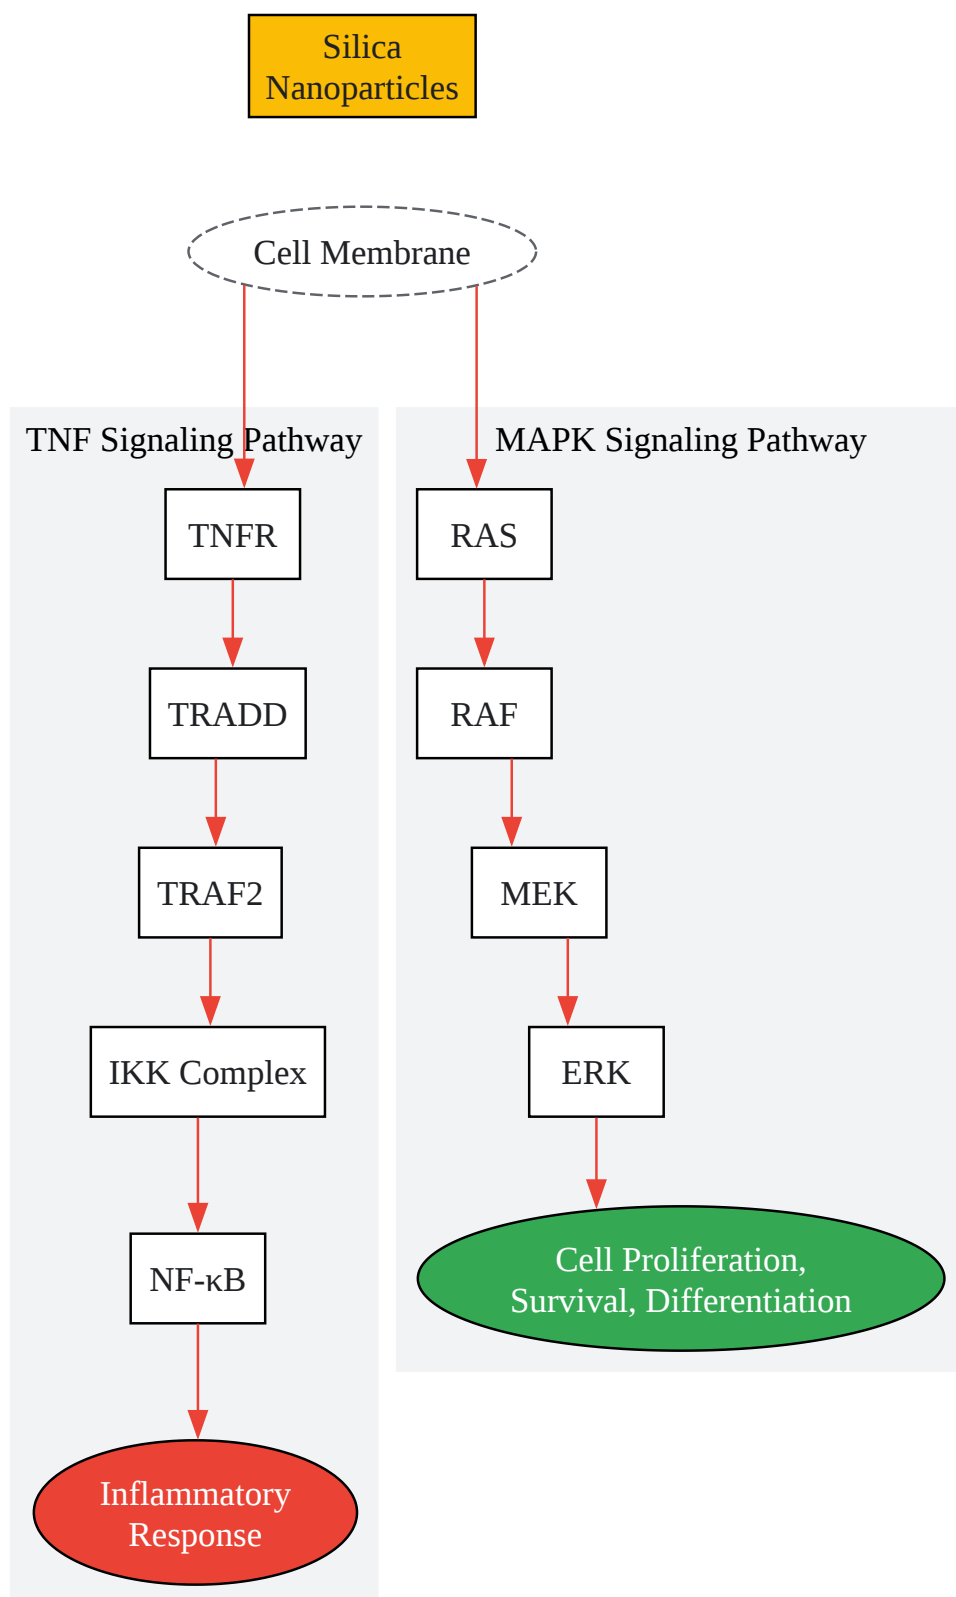 Silica
Nanoparticles
Cell Membrane
TNF Signaling Pathway
MAPK Signaling Pathway
TNFR
RAS
TRADD
RAF
TRAF2
MEK
IKK Complex
ERK
NF-κB
Cell Proliferation,
Survival, Differentiation
Inflammatory
Response